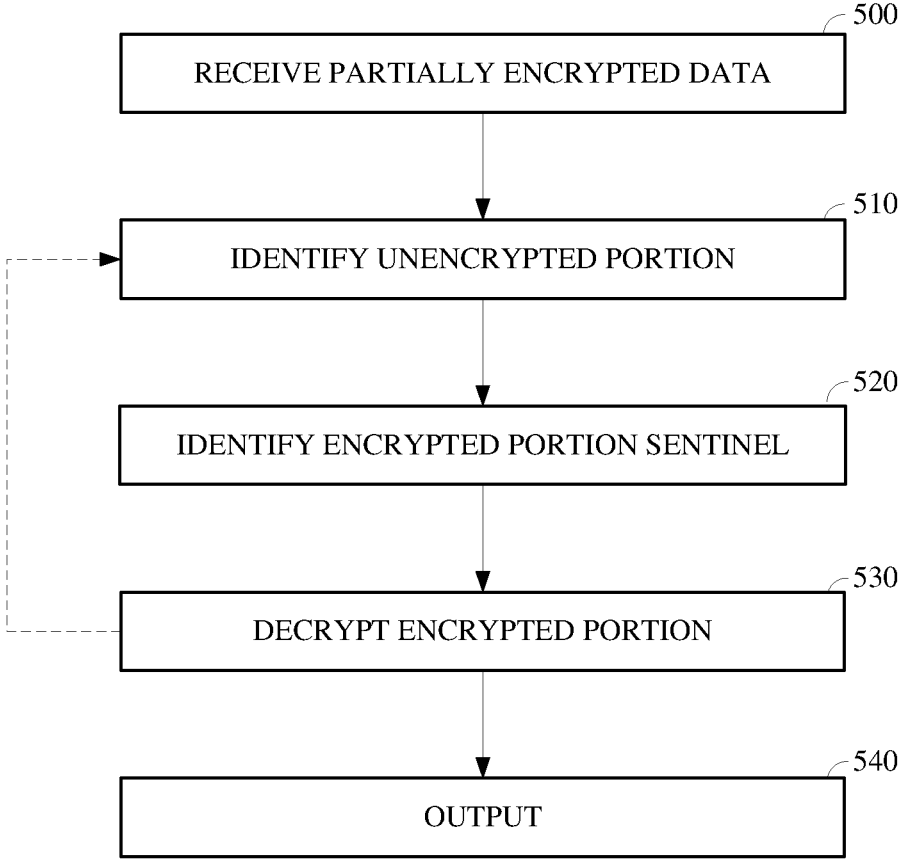 500
RECEIVE PARTIALLY ENCRYPTED DATA
510
IDENTIFY UNENCRYPTED PORTION
520
IDENTIFY ENCRYPTED PORTION SENTINEL
530
DECRYPT ENCRYPTED PORTION
540
OUTPUT